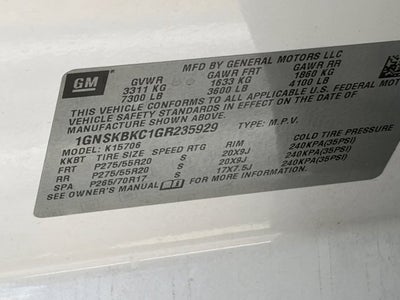 GM
MFD BY GENERAL MOTORS LLC
GVWR GAWR FRT GAWR RR
3311 KG 1633 KG 1860 KG
7300 LB 3600 LB 4100 LB
THIS VEHICLE CONFORMS TO ALL APPLICABLE U.S. FEDERAL MOTOR
VEHICLE SAFETY STANDARDS IN EFFECT ON THE DATE OF
MANUFACTURE SHOWN ABOVE.
1GNSKBKC1GR235929 TYPE: M.P.V.
MODEL: K15706
KKBT TIRE SIZE SPEED RTG RIM COLD TIRE PRESSURE
FRT P275/55R20 S 20X9J 240KPA(35PSI)
RR P275/55R20 S 20X9J 240KPA(35PSI)
SPA P265/70R17 S 17X7.5J 240KPA(35PSI)
SEE OWNER'S MANUAL FOR MORE INFORMATION.